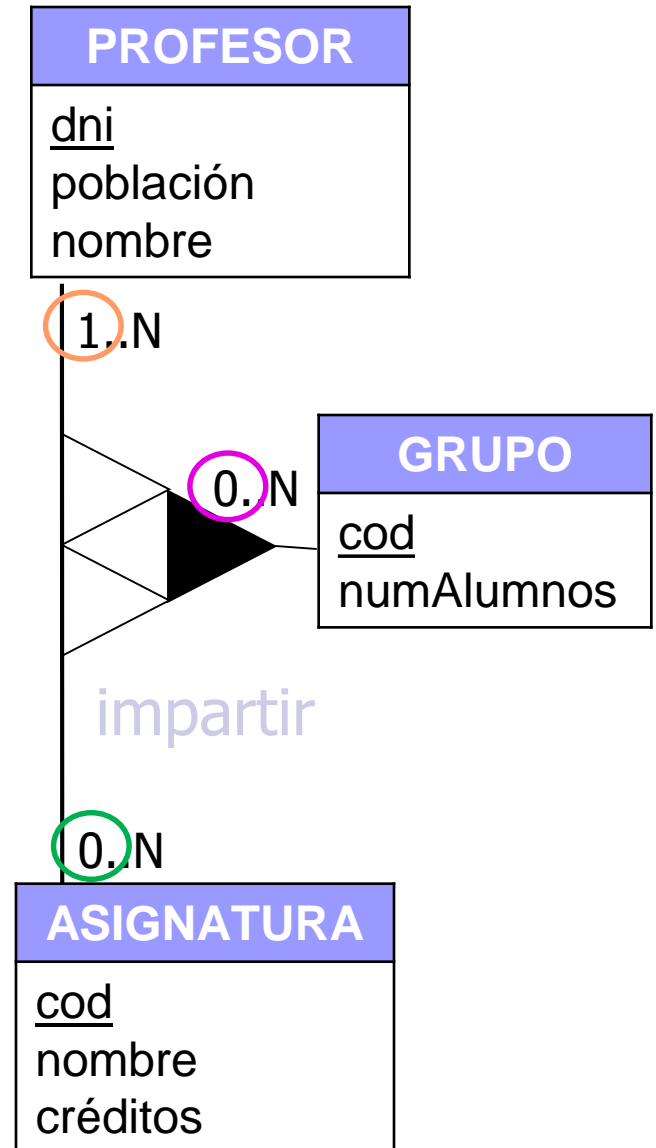 PROFESOR
dni
población
nombre
1..N
0..N
GRUPO
cod
numAlumnos
impartir
0..N
ASIGNATURA
cod
nombre
créditos